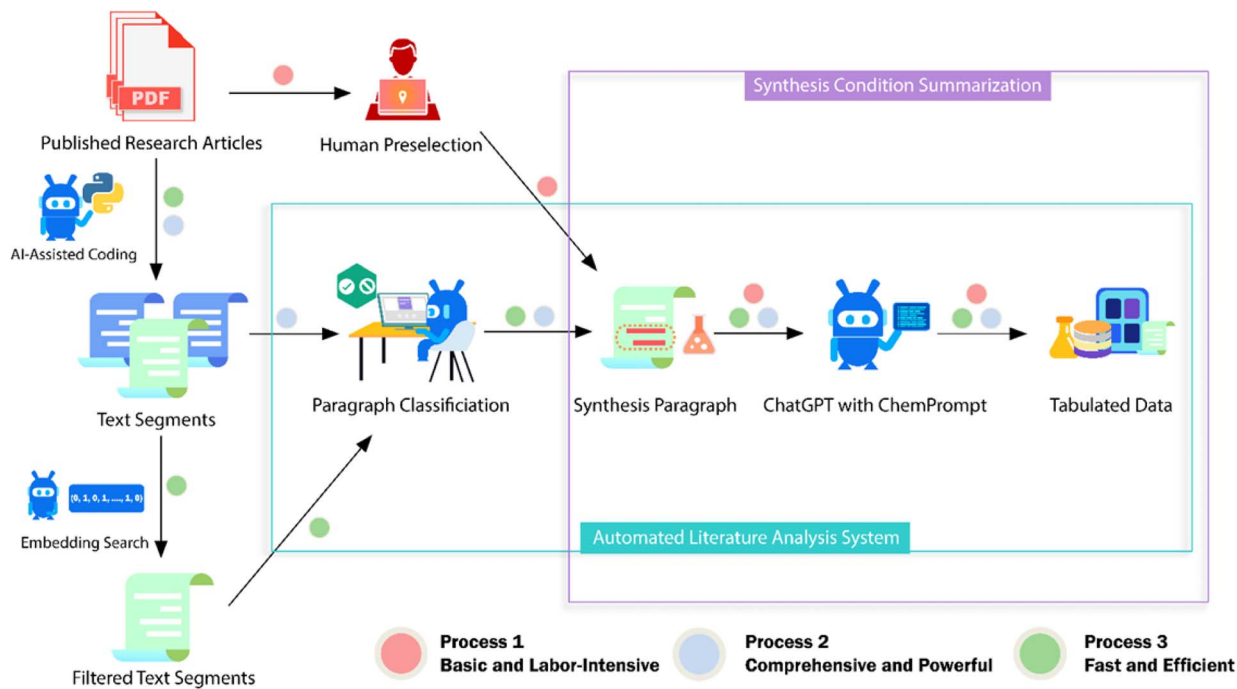 PDF
Published Research Articles
Human Preselection
Synthesis Condition Summarization
AI-Assisted Coding
Text Segments
Paragraph Classificiation
Synthesis Paragraph
ChatGPT with ChemPrompt
Tabulated Data
{0, 1, 0, 1, ...., 1, 0}
Embedding Search
Automated Literature Analysis System
Filtered Text Segments
Process 1
Basic and Labor-Intensive
Process 2
Comprehensive and Powerful
Process 3
Fast and Efficient